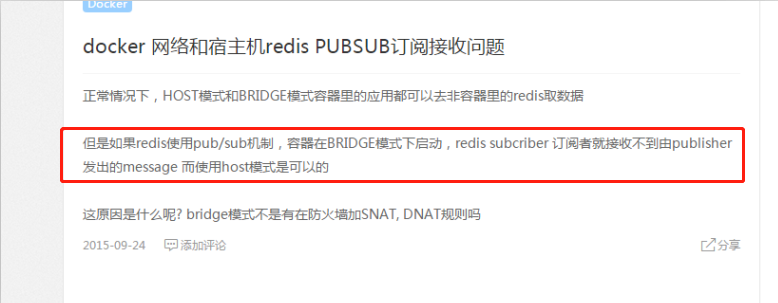 Docker
docker 网络和宿主机redis PUBSUB订阅接收问题
正常情况下，HOST模式和BRIDGE模式容器里的应用都可以去非容器里的redis取数据
但是如果redis使用pub/sub机制，容器在BRIDGE模式下启动，redis subcriber 订阅者就接收不到由publisher
发出的message 而使用host模式是可以的
这原因是什么呢? bridge模式不是有在防火墙加SNAT, DNAT规则吗
2015-09-24 添加评论 分享